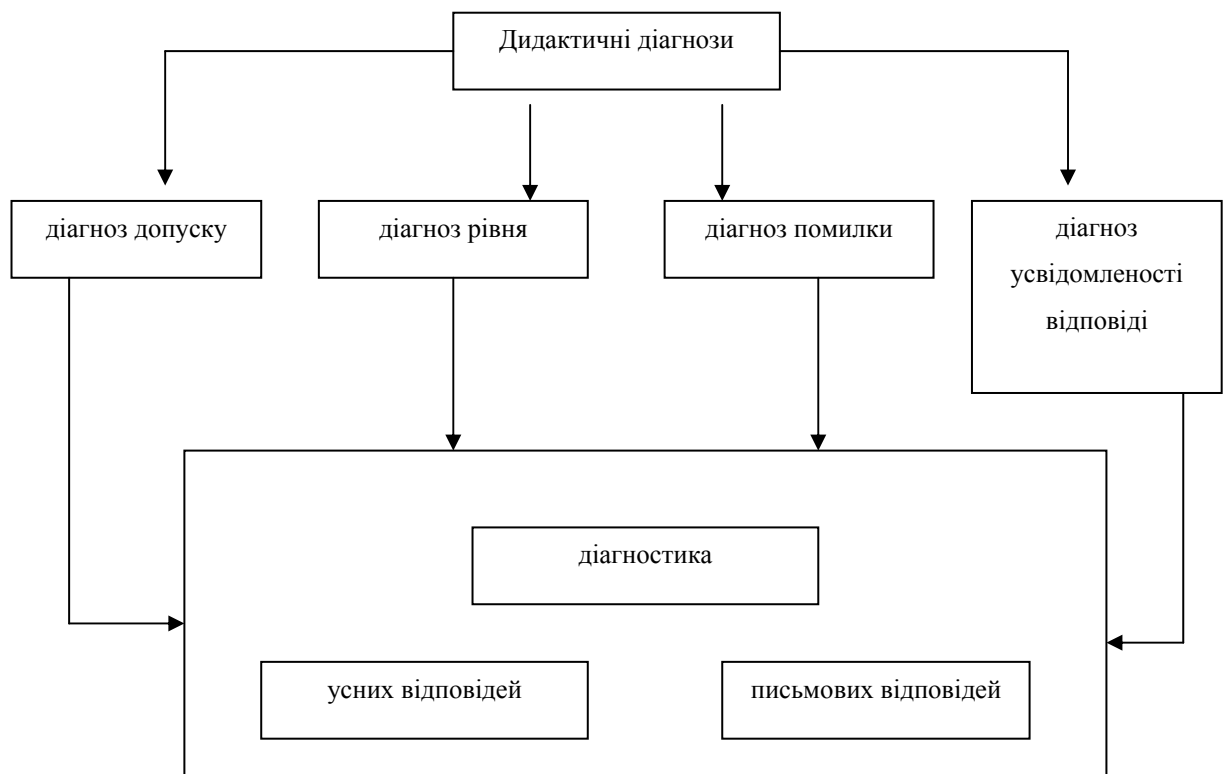 Дидактичні діагнози
діагноз допуску
діагноз рівня
діагноз помилки
діагноз
усвідомленості
відповіді
діагностика
усних відповідей
письмових відповідей